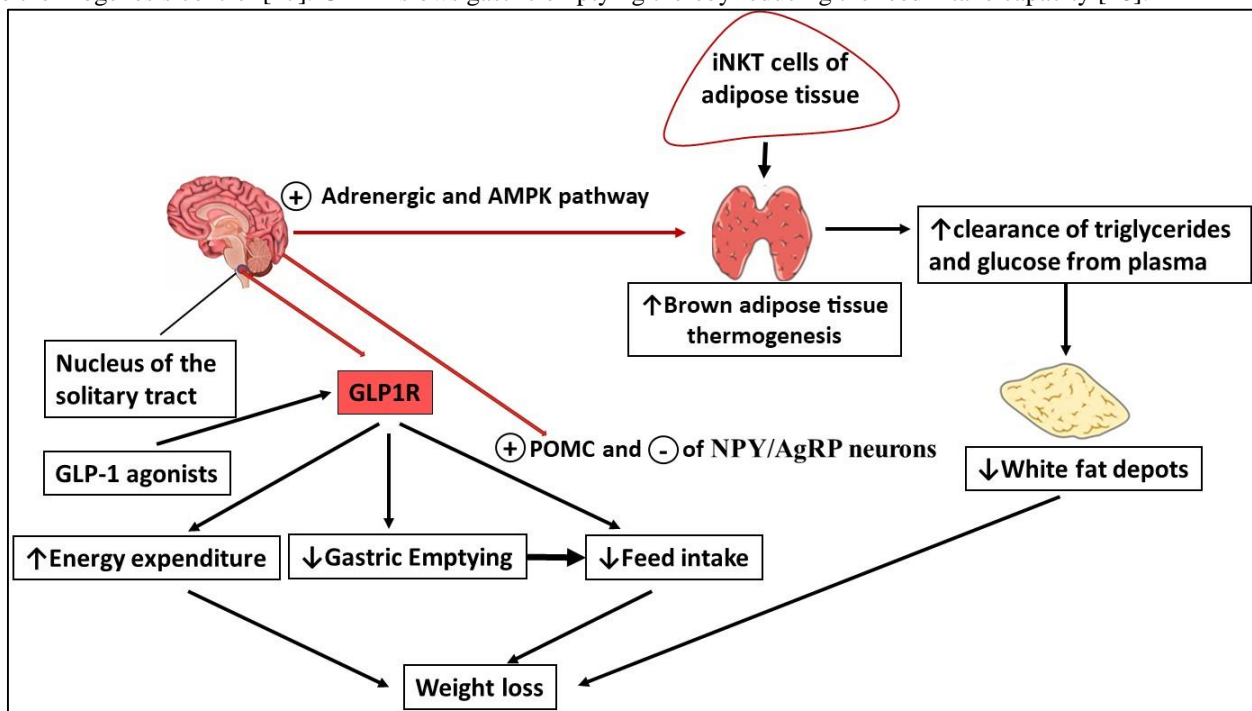 iNKT cells of
adipose tissue
+ Adrenergic and AMPK pathway
↑clearance of triglycerides
and glucose from plasma
↑Brown adipose tissue
thermogenesis
Nucleus of the
solitary tract
GLP1R
+ POMC and - of NPY/AgRP neurons
GLP-1 agonists
↓White fat depots
↑Energy expenditure
↓Gastric Emptying
↓Feed intake
Weight loss